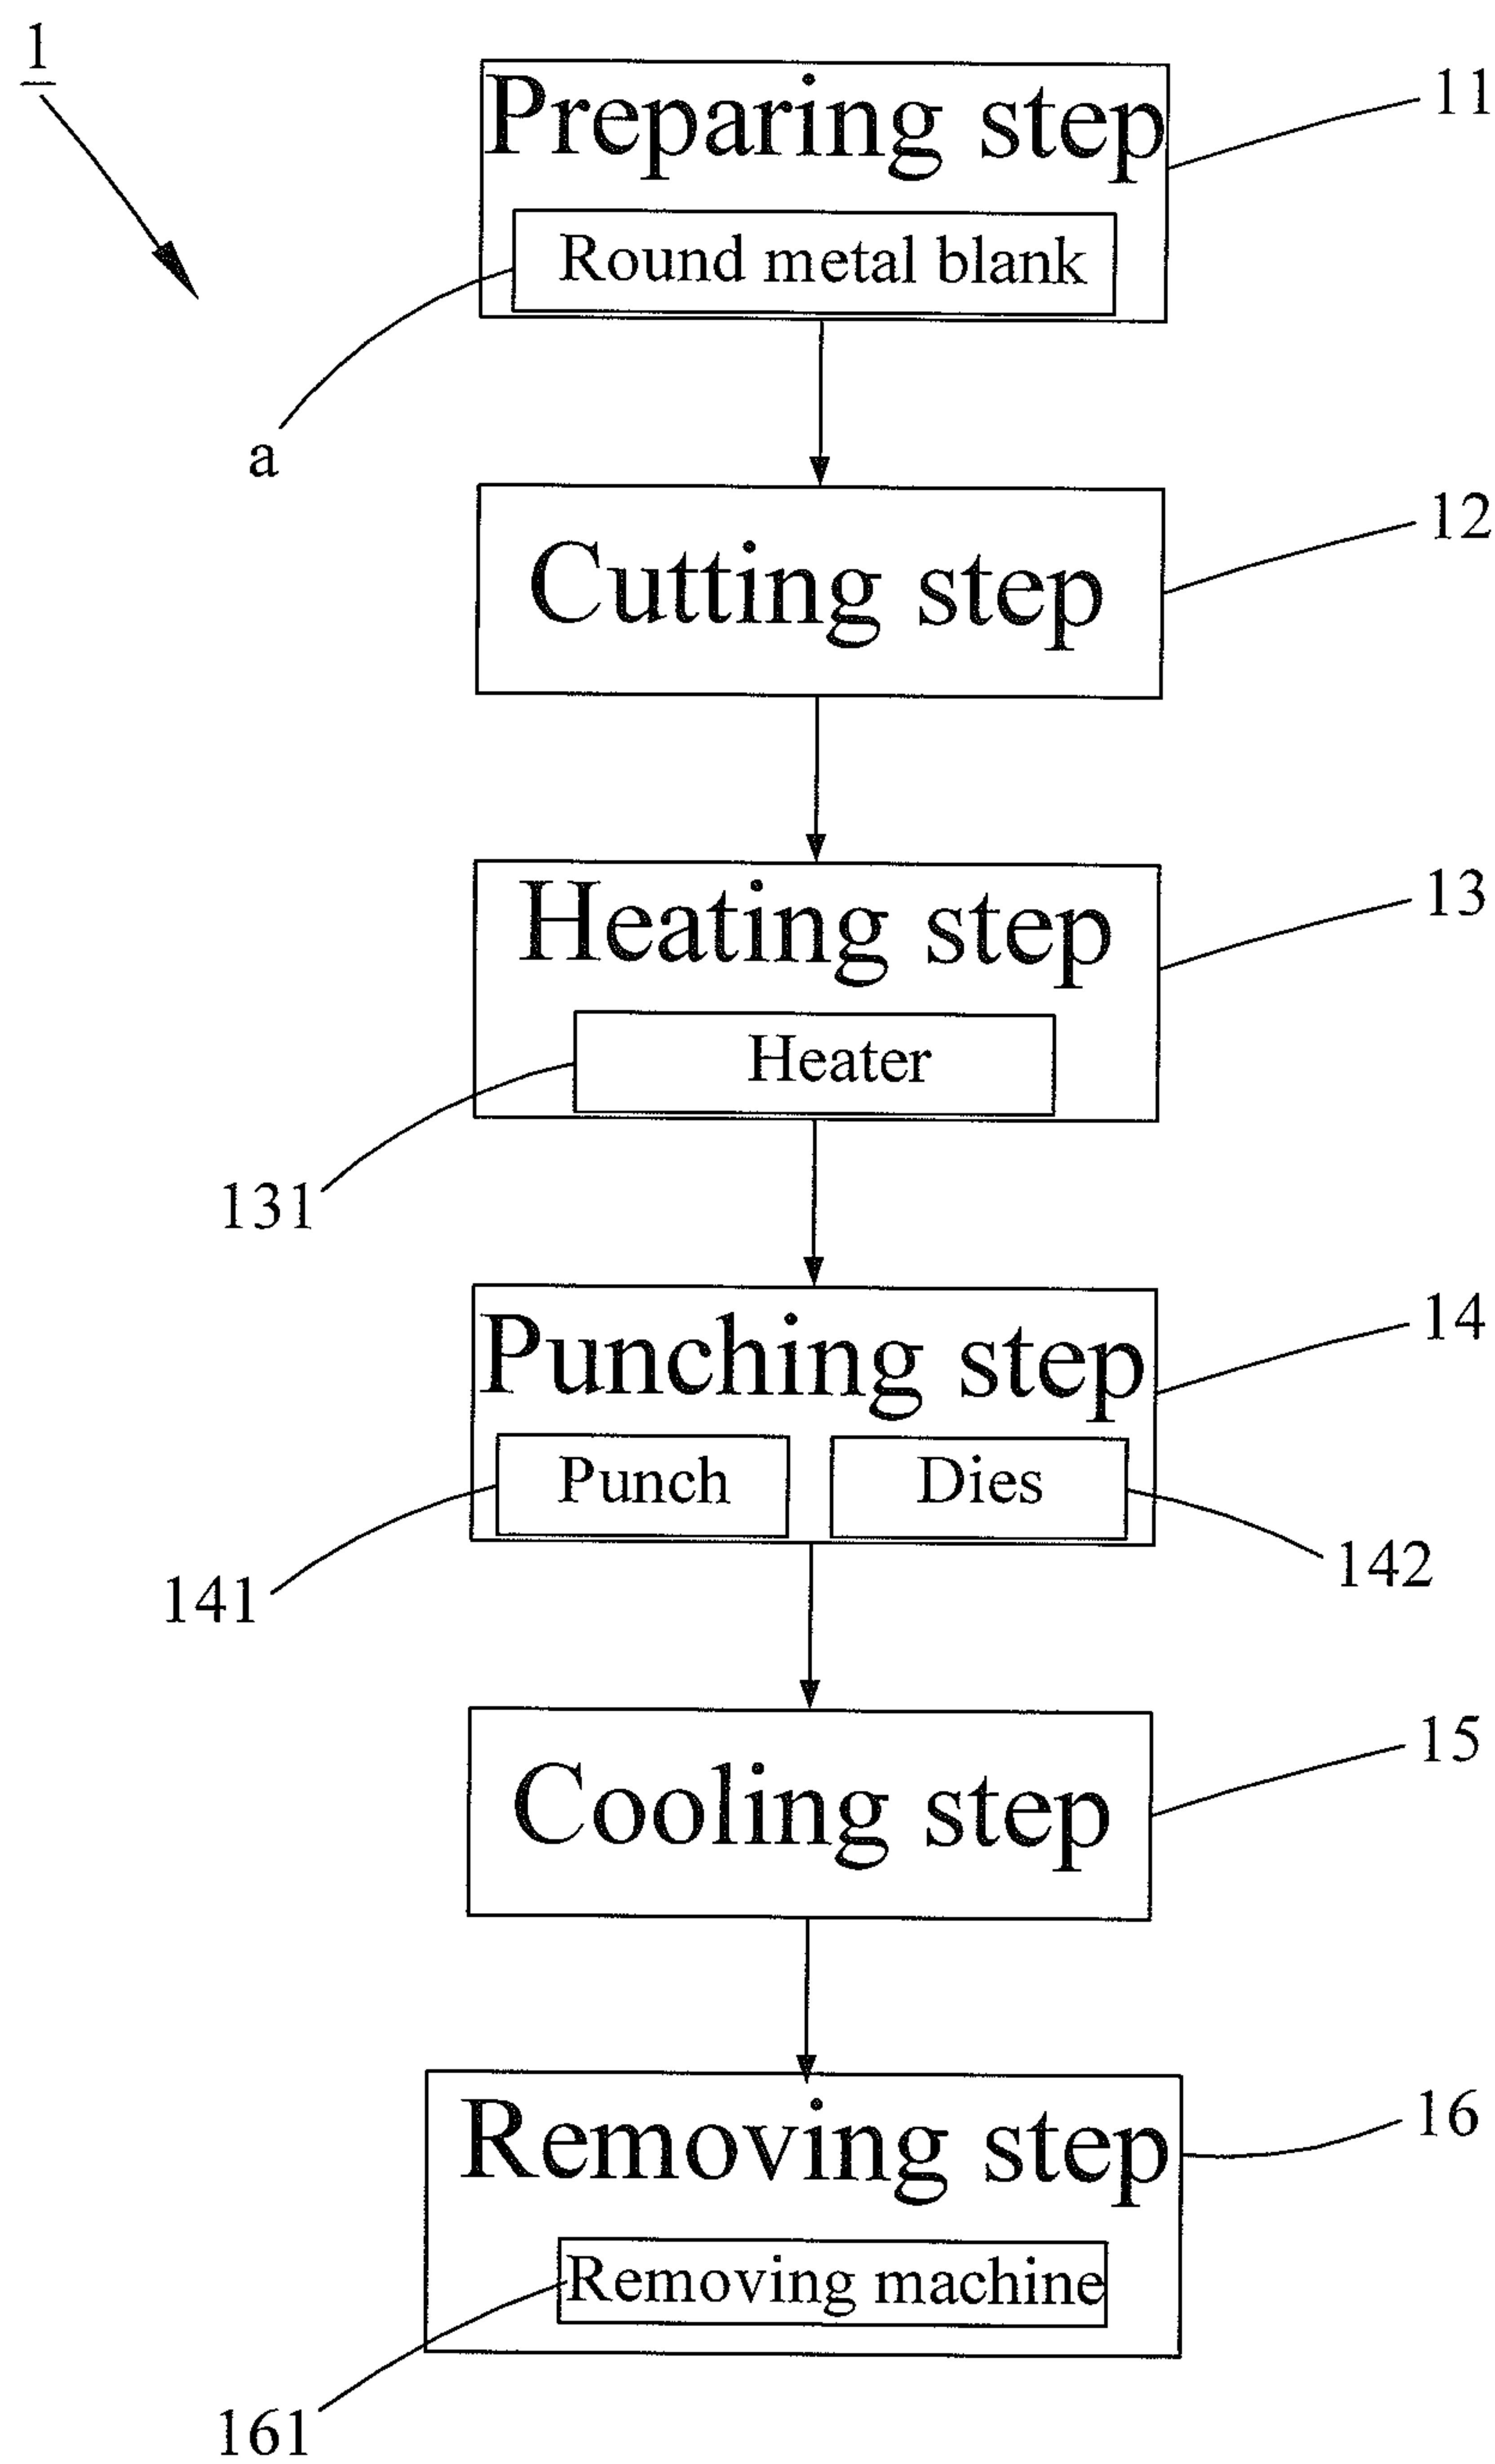 1
Preparing step
11
Round metal blank
a
Cutting step
12
Heating step
13
Heater
131
Punching step
14
Punch
Dies
141
142
Cooling step
15
Removing step
16
Removing machine
161